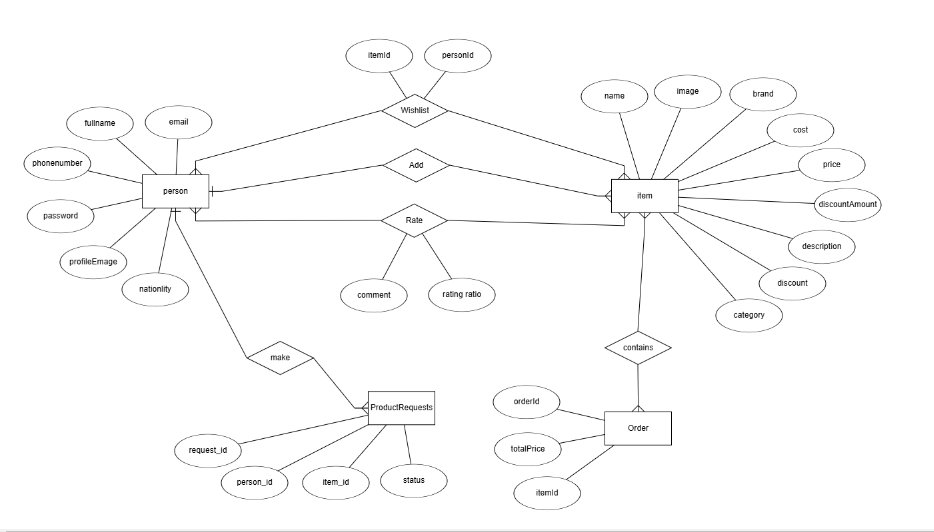 itemId
personId
Wishlist
name
image
brand
fullname
email
cost
phonenumber
Add
price
person
item
discountAmount
password
Rate
description
profileEmage
nationlity
comment
rating ratio
discount
category
make
contains
ProductRequests
orderId
Order
totalPrice
request_id
person_id
item_id
status
itemId